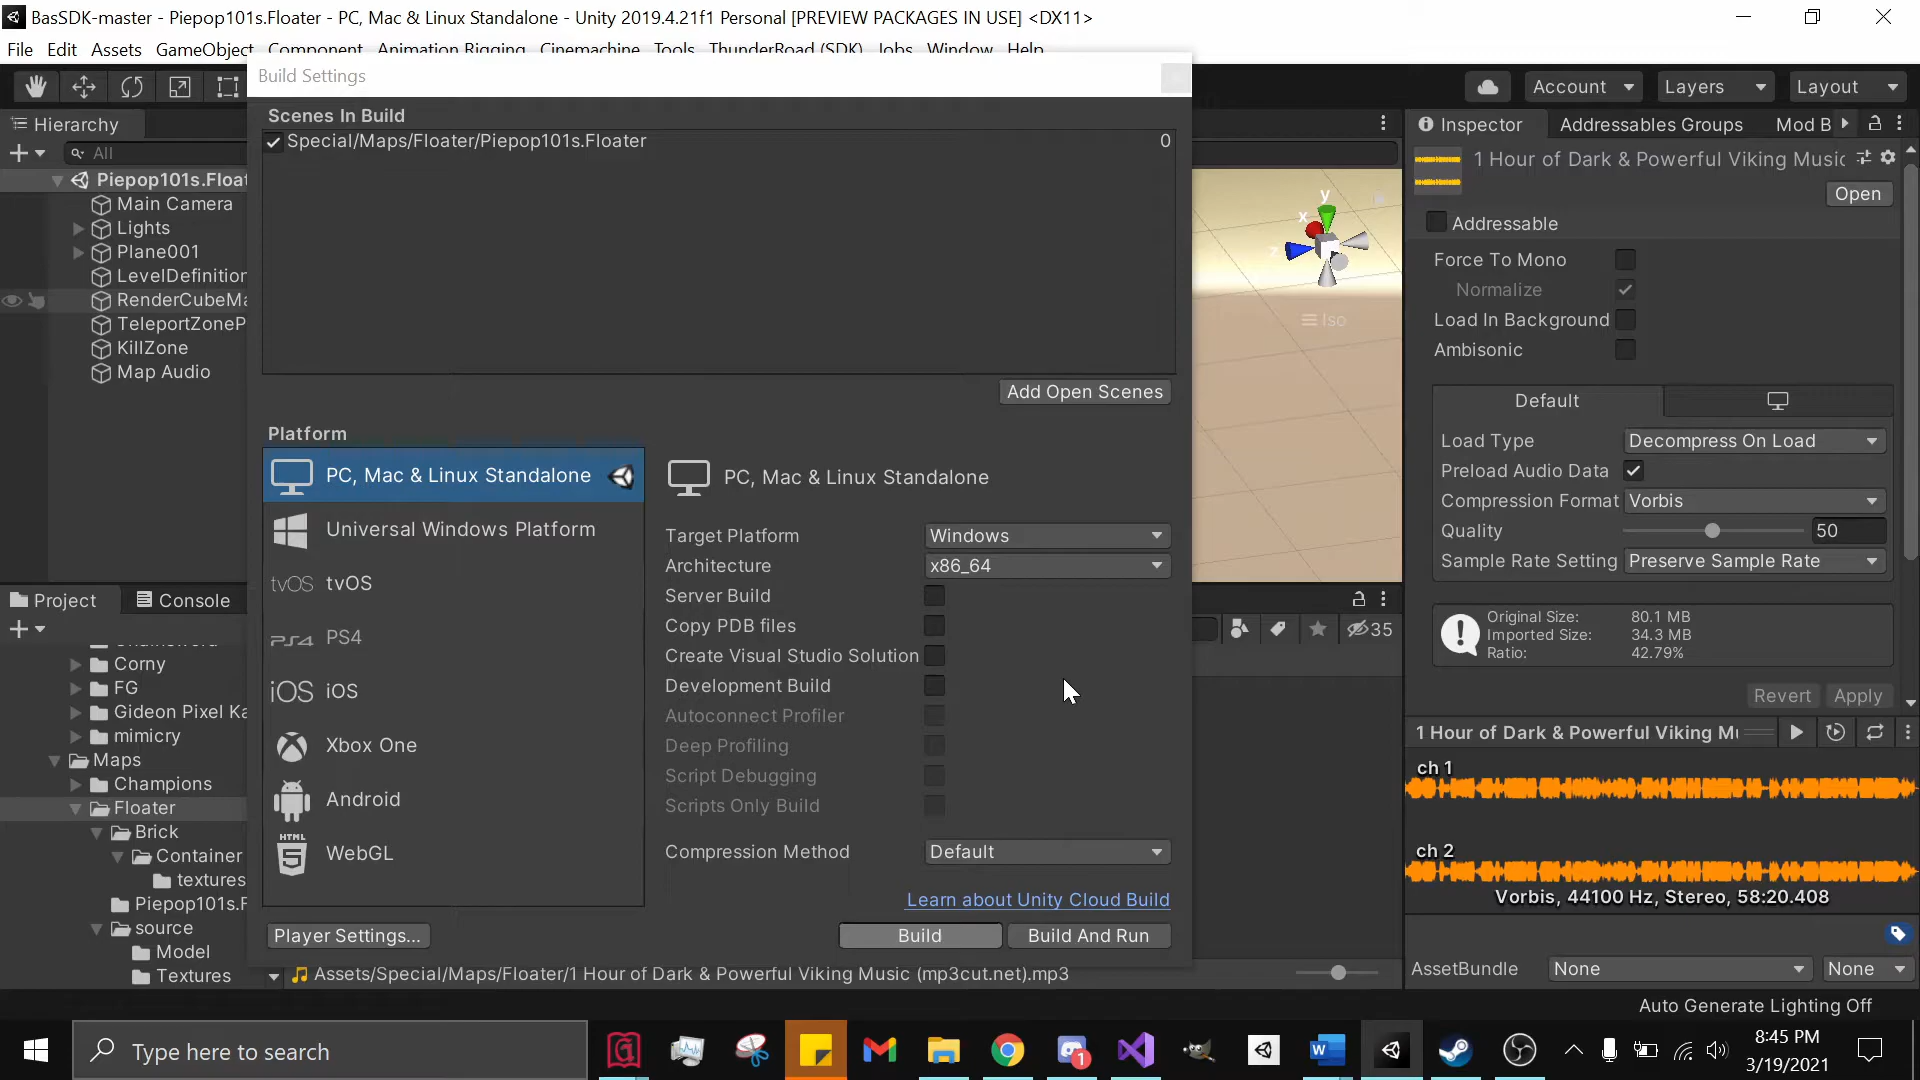 BasSDK-master - Piepop101s.Floater - PC, Mac & Linux Standalone - Unity 2019.4.21f1 Personal [PREVIEW PACKAGES IN USE] <DX11>
File Edit Assets GameObject Component Animation Rigging Cinemachine Tools ThunderRoad (SDK) Jobs Window Help
Account
Layers
Layout
Hierarchy
All
Piepop101s.Float
Main Camera
Lights
Plane001
LevelDefinition
RenderCubeMa
TeleportZoneP
KillZone
Map Audio
Build Settings
Scenes In Build
Special/Maps/Floater/Piepop101s.Floater 0
Add Open Scenes
Platform
PC, Mac & Linux Standalone
Universal Windows Platform
tvOS tvOS
PS4 PS4
iOS iOS
Xbox One
Android
HTML
5 WebGL
Player Settings...
PC, Mac & Linux Standalone
Target Platform Windows
Architecture x86_64
Server Build
Copy PDB files
Create Visual Studio Solution
Development Build
Autoconnect Profiler
Deep Profiling
Script Debugging
Scripts Only Build
Compression Method Default
Learn about Unity Cloud Build
Build Build And Run
y
x
z
Iso
35
Inspector Addressables Groups Mod B
1 Hour of Dark & Powerful Viking Music
Open
Addressable
Force To Mono
Normalize
Load In Background
Ambisonic
Default
Load Type Decompress On Load
Preload Audio Data
Compression Format Vorbis
Quality 50
Sample Rate Setting Preserve Sample Rate
Original Size: 80.1 MB
Imported Size: 34.3 MB
Ratio: 42.79%
Revert Apply
1 Hour of Dark & Powerful Viking Mu
ch 1
ch 2
Vorbis, 44100 Hz, Stereo, 58:20.408
AssetBundle None None
Project Console
Corny
FG
Gideon Pixel Ka
mimicry
Maps
Champions
Floater
Brick
Container
textures
Piepop101s.F
source
Model
Textures
Assets/Special/Maps/Floater/1 Hour of Dark & Powerful Viking Music (mp3cut.net).mp3
Auto Generate Lighting Off
Type here to search
1
8:45 PM
3/19/2021